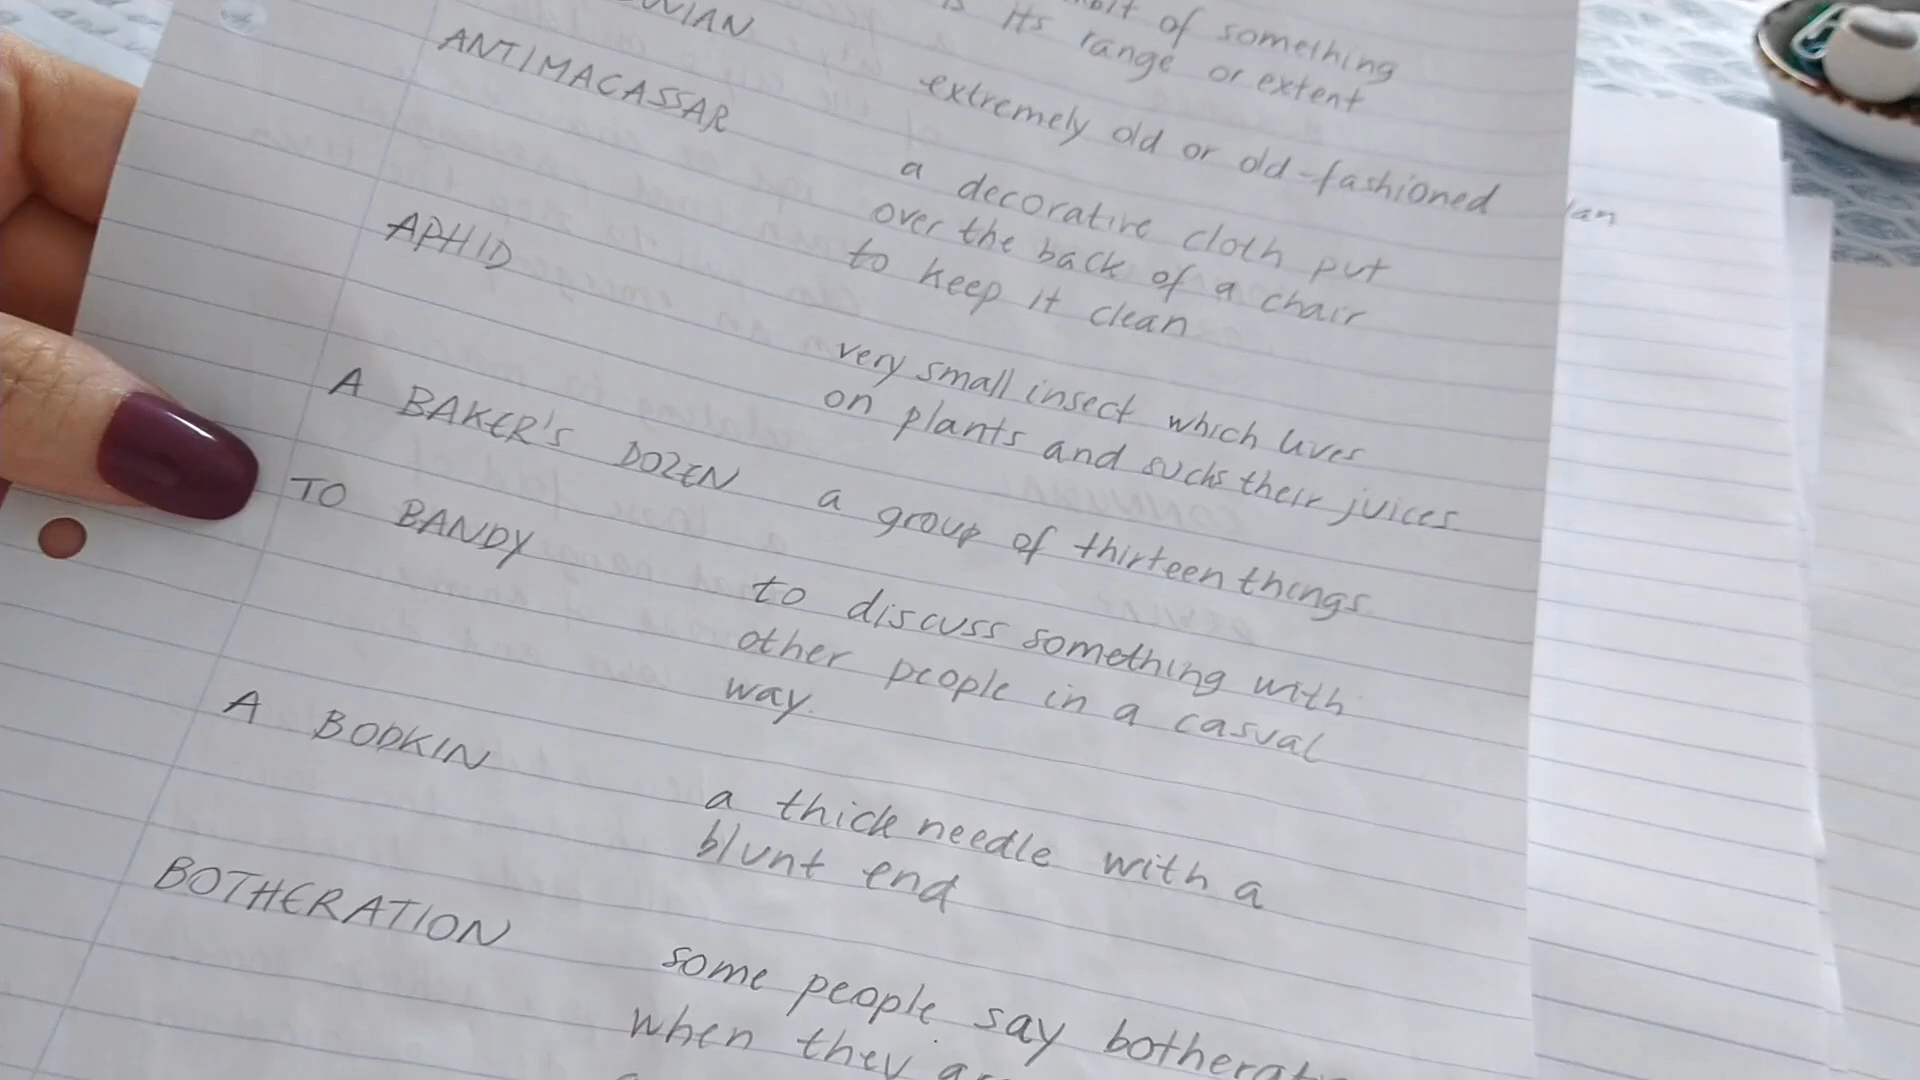 of something
its range or extent
extremely old or old-fashioned
ANTIMACASSAR a decorative cloth put
over the back of a chair
to keep it clean
APHID very small insect which lives
on plants and sucks their juices
A BAKER'S DOZEN a group of thirteen things
TO BANDY to discuss something with
other people in a casual
way.
A BODKIN a thick needle with a
blunt end
BOTHERATION some people say
when they